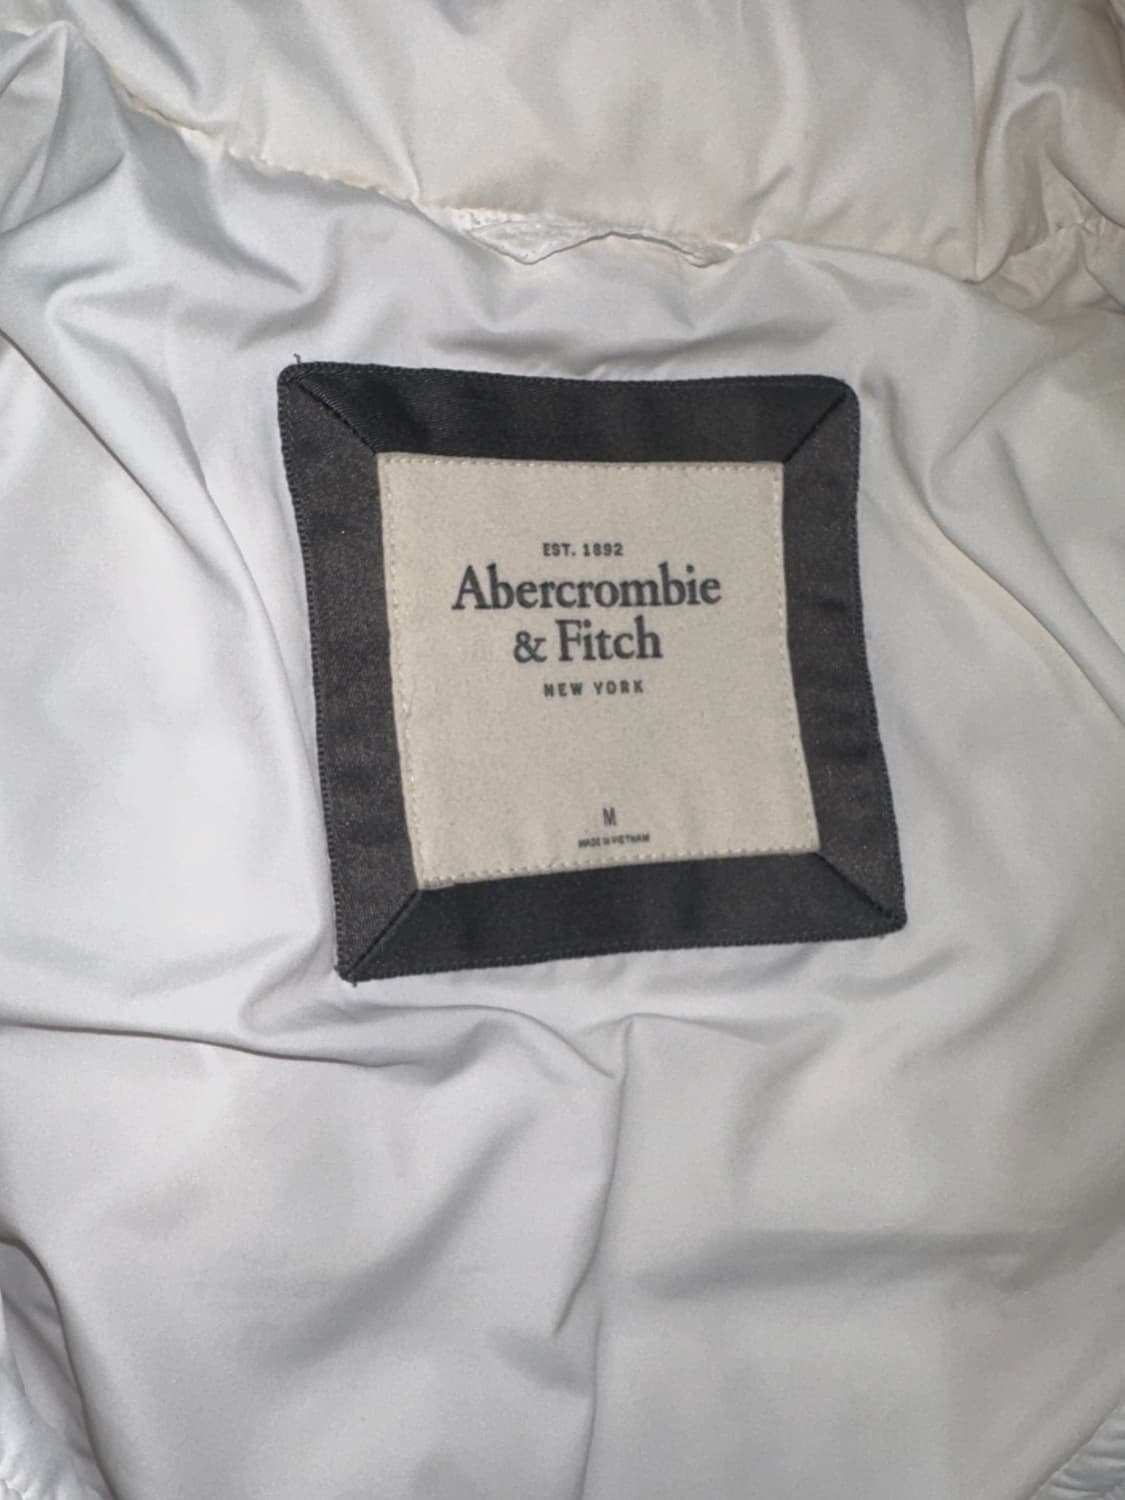 EST. 1892
Abercrombie
& Fitch
NEW YORK
M
MADE IN VIETNAM